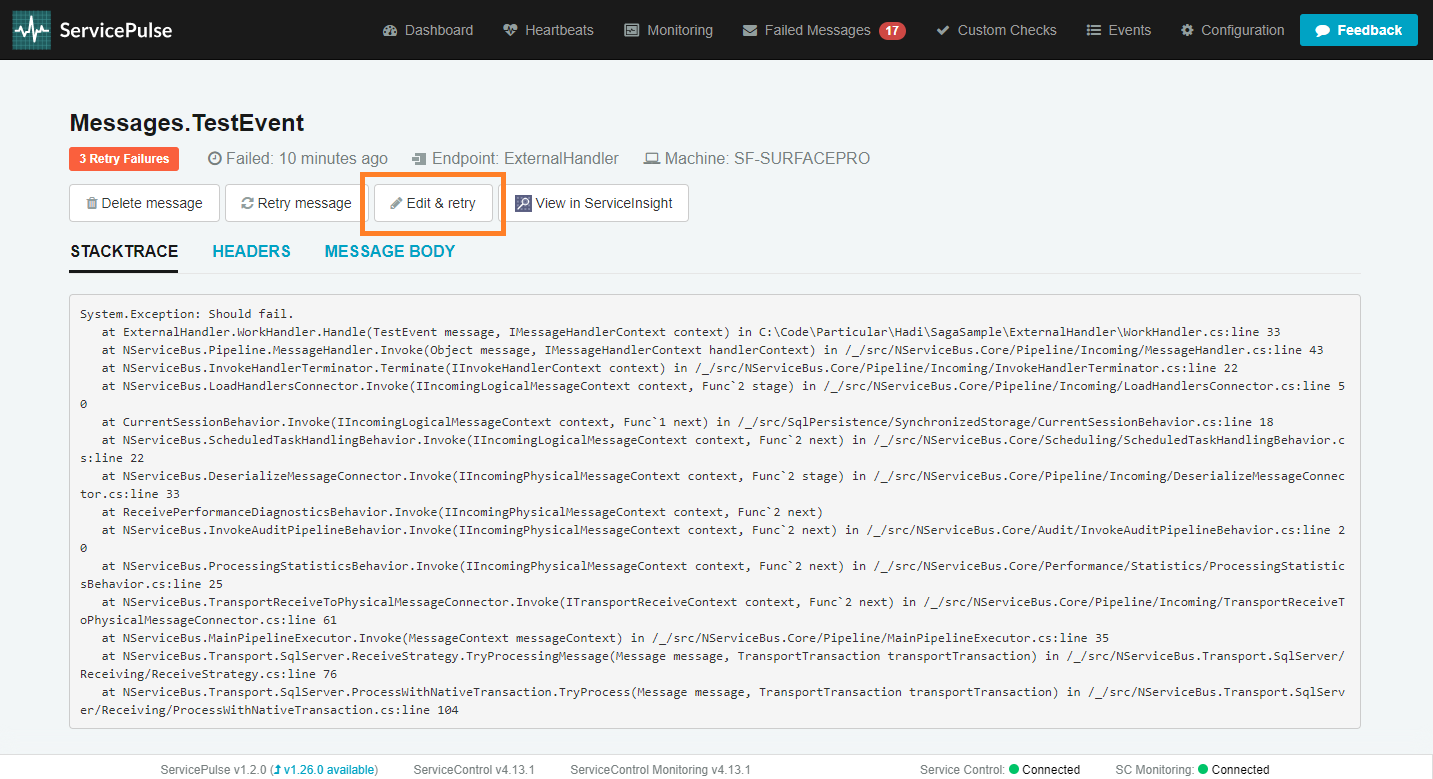 ServicePulse Dashboard Heartbeats Monitoring Failed Messages 17 Custom Checks Events Configuration Feedback
Messages.TestEvent
3 Retry Failures Failed: 10 minutes ago Endpoint: ExternalHandler Machine: SF-SURFACEPRO
Delete message Retry message Edit & retry View in ServiceInsight
STACKTRACE HEADERS MESSAGE BODY
System.Exception: Should fail.
at ExternalHandler.WorkHandler.Handle(TestEvent message, IMessageHandlerContext context) in C:\Code\Particular\Hadi\SagaSample\ExternalHandler\WorkHandler.cs:line 33
at NServiceBus.Pipeline.MessageHandler.Invoke(Object message, IMessageHandlerContext handlerContext) in /_/src/NServiceBus.Core/Pipeline/Incoming/MessageHandler.cs:line 43
at NServiceBus.InvokeHandlerTerminator.Terminate(IInvokeHandlerContext context) in /_/src/NServiceBus.Core/Pipeline/Incoming/InvokeHandlerTerminator.cs:line 22
at NServiceBus.LoadHandlersConnector.Invoke(IIncomingLogicalMessageContext context, Func`2 stage) in /_/src/NServiceBus.Core/Pipeline/Incoming/LoadHandlersConnector.cs:line 5
0
at CurrentSessionBehavior.Invoke(IIncomingLogicalMessageContext context, Func`1 next) in /_/src/SqlPersistence/SynchronizedStorage/CurrentSessionBehavior.cs:line 18
at NServiceBus.ScheduledTaskHandlingBehavior.Invoke(IIncomingLogicalMessageContext context, Func`2 next) in /_/src/NServiceBus.Core/Scheduling/ScheduledTaskHandlingBehavior.c
s:line 22
at NServiceBus.DeserializeMessageConnector.Invoke(IIncomingPhysicalMessageContext context, Func`2 stage) in /_/src/NServiceBus.Core/Pipeline/Incoming/DeserializeMessageConnec
tor.cs:line 33
at ReceivePerformanceDiagnosticsBehavior.Invoke(IIncomingPhysicalMessageContext context, Func`2 next)
at NServiceBus.InvokeAuditPipelineBehavior.Invoke(IIncomingPhysicalMessageContext context, Func`2 next) in /_/src/NServiceBus.Core/Audit/InvokeAuditPipelineBehavior.cs:line 2
0
at NServiceBus.ProcessingStatisticsBehavior.Invoke(IIncomingPhysicalMessageContext context, Func`2 next) in /_/src/NServiceBus.Core/Performance/Statistics/ProcessingStatistic
sBehavior.cs:line 25
at NServiceBus.TransportReceiveToPhysicalMessageConnector.Invoke(ITransportReceiveContext context, Func`2 next) in /_/src/NServiceBus.Core/Pipeline/Incoming/TransportReceiveT
oPhysicalMessageConnector.cs:line 61
at NServiceBus.MainPipelineExecutor.Invoke(MessageContext messageContext) in /_/src/NServiceBus.Core/Pipeline/MainPipelineExecutor.cs:line 35
at NServiceBus.Transport.SqlServer.ReceiveStrategy.TryProcessingMessage(Message message, TransportTransaction transportTransaction) in /_/src/NServiceBus.Transport.SqlServer/
Receiving/ReceiveStrategy.cs:line 76
at NServiceBus.Transport.SqlServer.ProcessWithNativeTransaction.TryProcess(Message message, TransportTransaction transportTransaction) in /_/src/NServiceBus.Transport.SqlServ
er/Receiving/ProcessWithNativeTransaction.cs:line 104
ServicePulse v1.2.0 (v1.26.0 available) ServiceControl v4.13.1 ServiceControl Monitoring v4.13.1 Service Control: Connected SC Monitoring: Connected